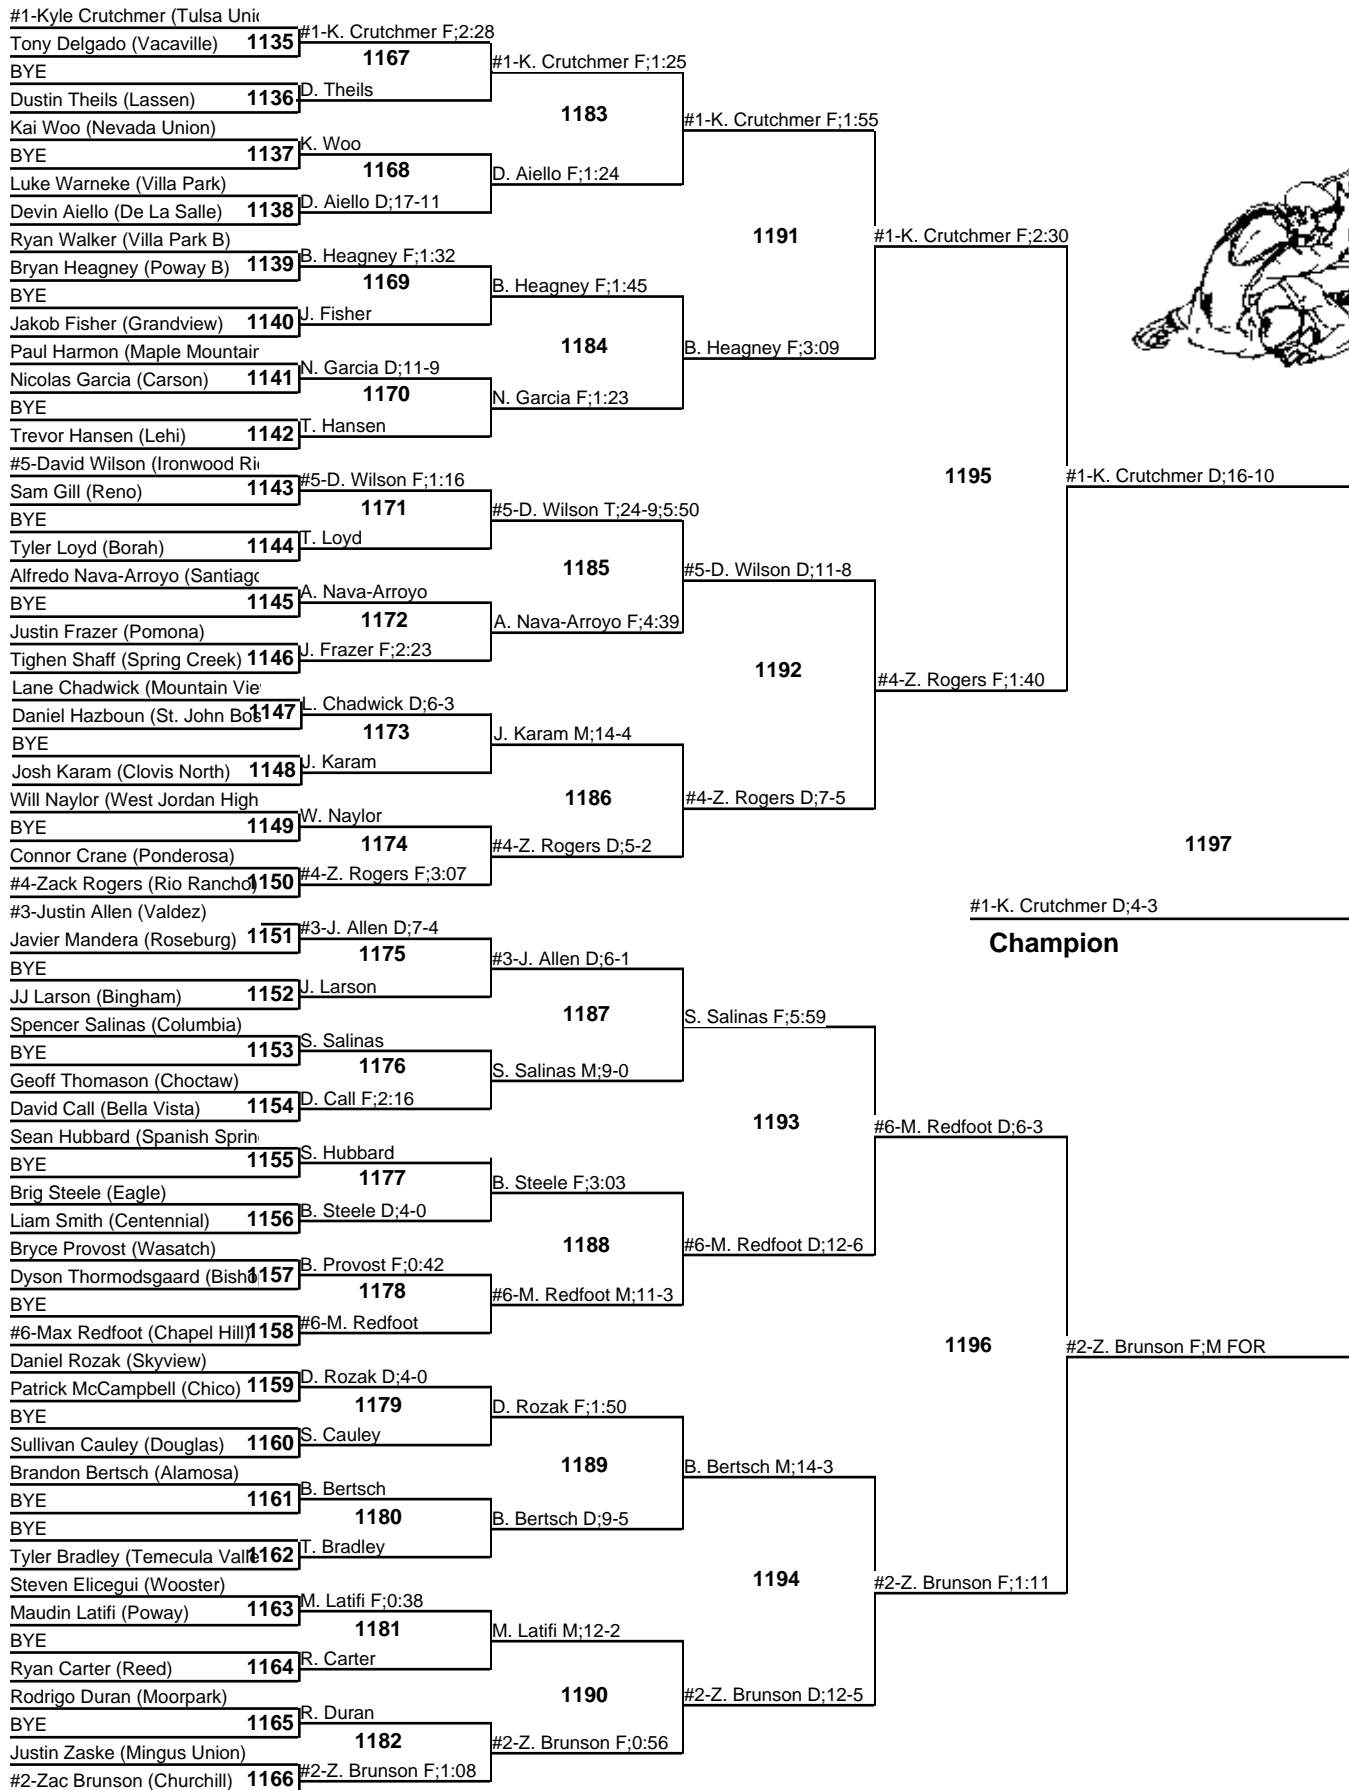 #1-Kyle Crutchmer (Tulsa Unic
Tony Delgado (Vacaville) 1135
BYE
Dustin Theils (Lassen) 1136
Kai Woo (Nevada Union)
BYE 1137
Luke Warneke (Villa Park)
Devin Aiello (De La Salle) 1138
Ryan Walker (Villa Park B)
Bryan Heagney (Poway B) 1139
BYE
Jakob Fisher (Grandview) 1140
Paul Harmon (Maple Mountain
Nicolas Garcia (Carson) 1141
BYE
Trevor Hansen (Lehi) 1142
#5-David Wilson (Ironwood Ri
Sam Gill (Reno) 1143
BYE
Tyler Loyd (Borah) 1144
Alfredo Nava-Arroyo (Santiago
BYE 1145
Justin Frazer (Pomona)
Tighen Shaff (Spring Creek) 1146
Lane Chadwick (Mountain Vie
Daniel Hazboun (St. John Bos 1147
BYE
Josh Karam (Clovis North) 1148
Will Naylor (West Jordan High
BYE 1149
Connor Crane (Ponderosa)
#4-Zack Rogers (Rio Rancho) 1150
#3-Justin Allen (Valdez)
Javier Mandera (Roseburg) 1151
BYE
JJ Larson (Bingham) 1152
Spencer Salinas (Columbia)
BYE 1153
Geoff Thomason (Choctaw)
David Call (Bella Vista) 1154
Sean Hubbard (Spanish Sprin
BYE 1155
Brig Steele (Eagle)
Liam Smith (Centennial) 1156
Bryce Provost (Wasatch)
Dyson Thormodsgaard (Bisho 1157
BYE
#6-Max Redfoot (Chapel Hill) 1158
Daniel Rozak (Skyview)
Patrick McCampbell (Chico) 1159
BYE
Sullivan Cauley (Douglas) 1160
Brandon Bertsch (Alamosa)
BYE 1161
BYE
Tyler Bradley (Temecula Valle 1162
Steven Elicegui (Wooster)
Maudin Latifi (Poway) 1163
BYE
Ryan Carter (Reed) 1164
Rodrigo Duran (Moorpark)
BYE 1165
Justin Zaske (Mingus Union)
#2-Zac Brunson (Churchill) 1166
#1-K. Crutchmer F;2:28
1167
D. Theils
K. Woo
1168
D. Aiello D;17-11
B. Heagney F;1:32
1169
J. Fisher
N. Garcia D;11-9
1170
T. Hansen
#5-D. Wilson F;1:16
1171
T. Loyd
A. Nava-Arroyo
1172
J. Frazer F;2:23
L. Chadwick D;6-3
1173
J. Karam
W. Naylor
1174
#4-Z. Rogers F;3:07
#3-J. Allen D;7-4
1175
J. Larson
S. Salinas
1176
D. Call F;2:16
S. Hubbard
1177
B. Steele D;4-0
B. Provost F;0:42
1178
#6-M. Redfoot
D. Rozak D;4-0
1179
S. Cauley
B. Bertsch
1180
T. Bradley
M. Latifi F;0:38
1181
R. Carter
R. Duran
1182
#2-Z. Brunson F;1:08
#1-K. Crutchmer F;1:25
1183
D. Aiello F;1:24
B. Heagney F;1:45
1184
N. Garcia F;1:23
#5-D. Wilson T;24-9;5:50
1185
A. Nava-Arroyo F;4:39
J. Karam M;14-4
1186
#4-Z. Rogers D;5-2
#3-J. Allen D;6-1
1187
S. Salinas M;9-0
B. Steele F;3:03
1188
#6-M. Redfoot M;11-3
D. Rozak F;1:50
1189
B. Bertsch D;9-5
M. Latifi M;12-2
1190
#2-Z. Brunson F;0:56
#1-K. Crutchmer F;1:55
1191
B. Heagney F;3:09
#5-D. Wilson D;11-8
1192
#4-Z. Rogers D;7-5
S. Salinas F;5:59
1193
#6-M. Redfoot D;12-6
B. Bertsch M;14-3
1194
#2-Z. Brunson D;12-5
#1-K. Crutchmer F;2:30
1195
#4-Z. Rogers F;1:40
#6-M. Redfoot D;6-3
1196
#2-Z. Brunson F;1:11
#1-K. Crutchmer D;16-10
1197
#2-Z. Brunson F;M FOR
#1-K. Crutchmer D;4-3
Champion